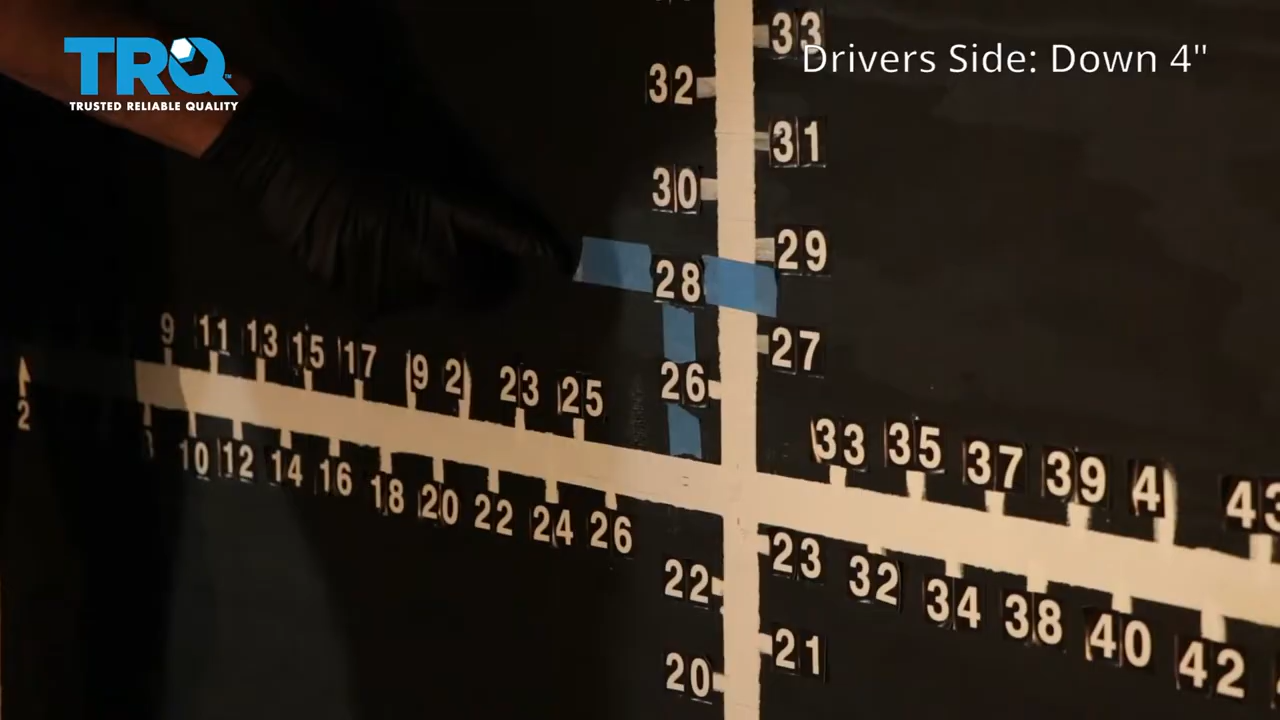 TRQ™
TRUSTED RELIABLE QUALITY
Drivers Side: Down 4"
33
32
31
30
29
28
27
26
9 11 13 15 17 19 21 23 25
33 35 37 39 41 43
2
10 12 14 16 18 20 22 24 26
23
32 34 38 40 42
22
21
20